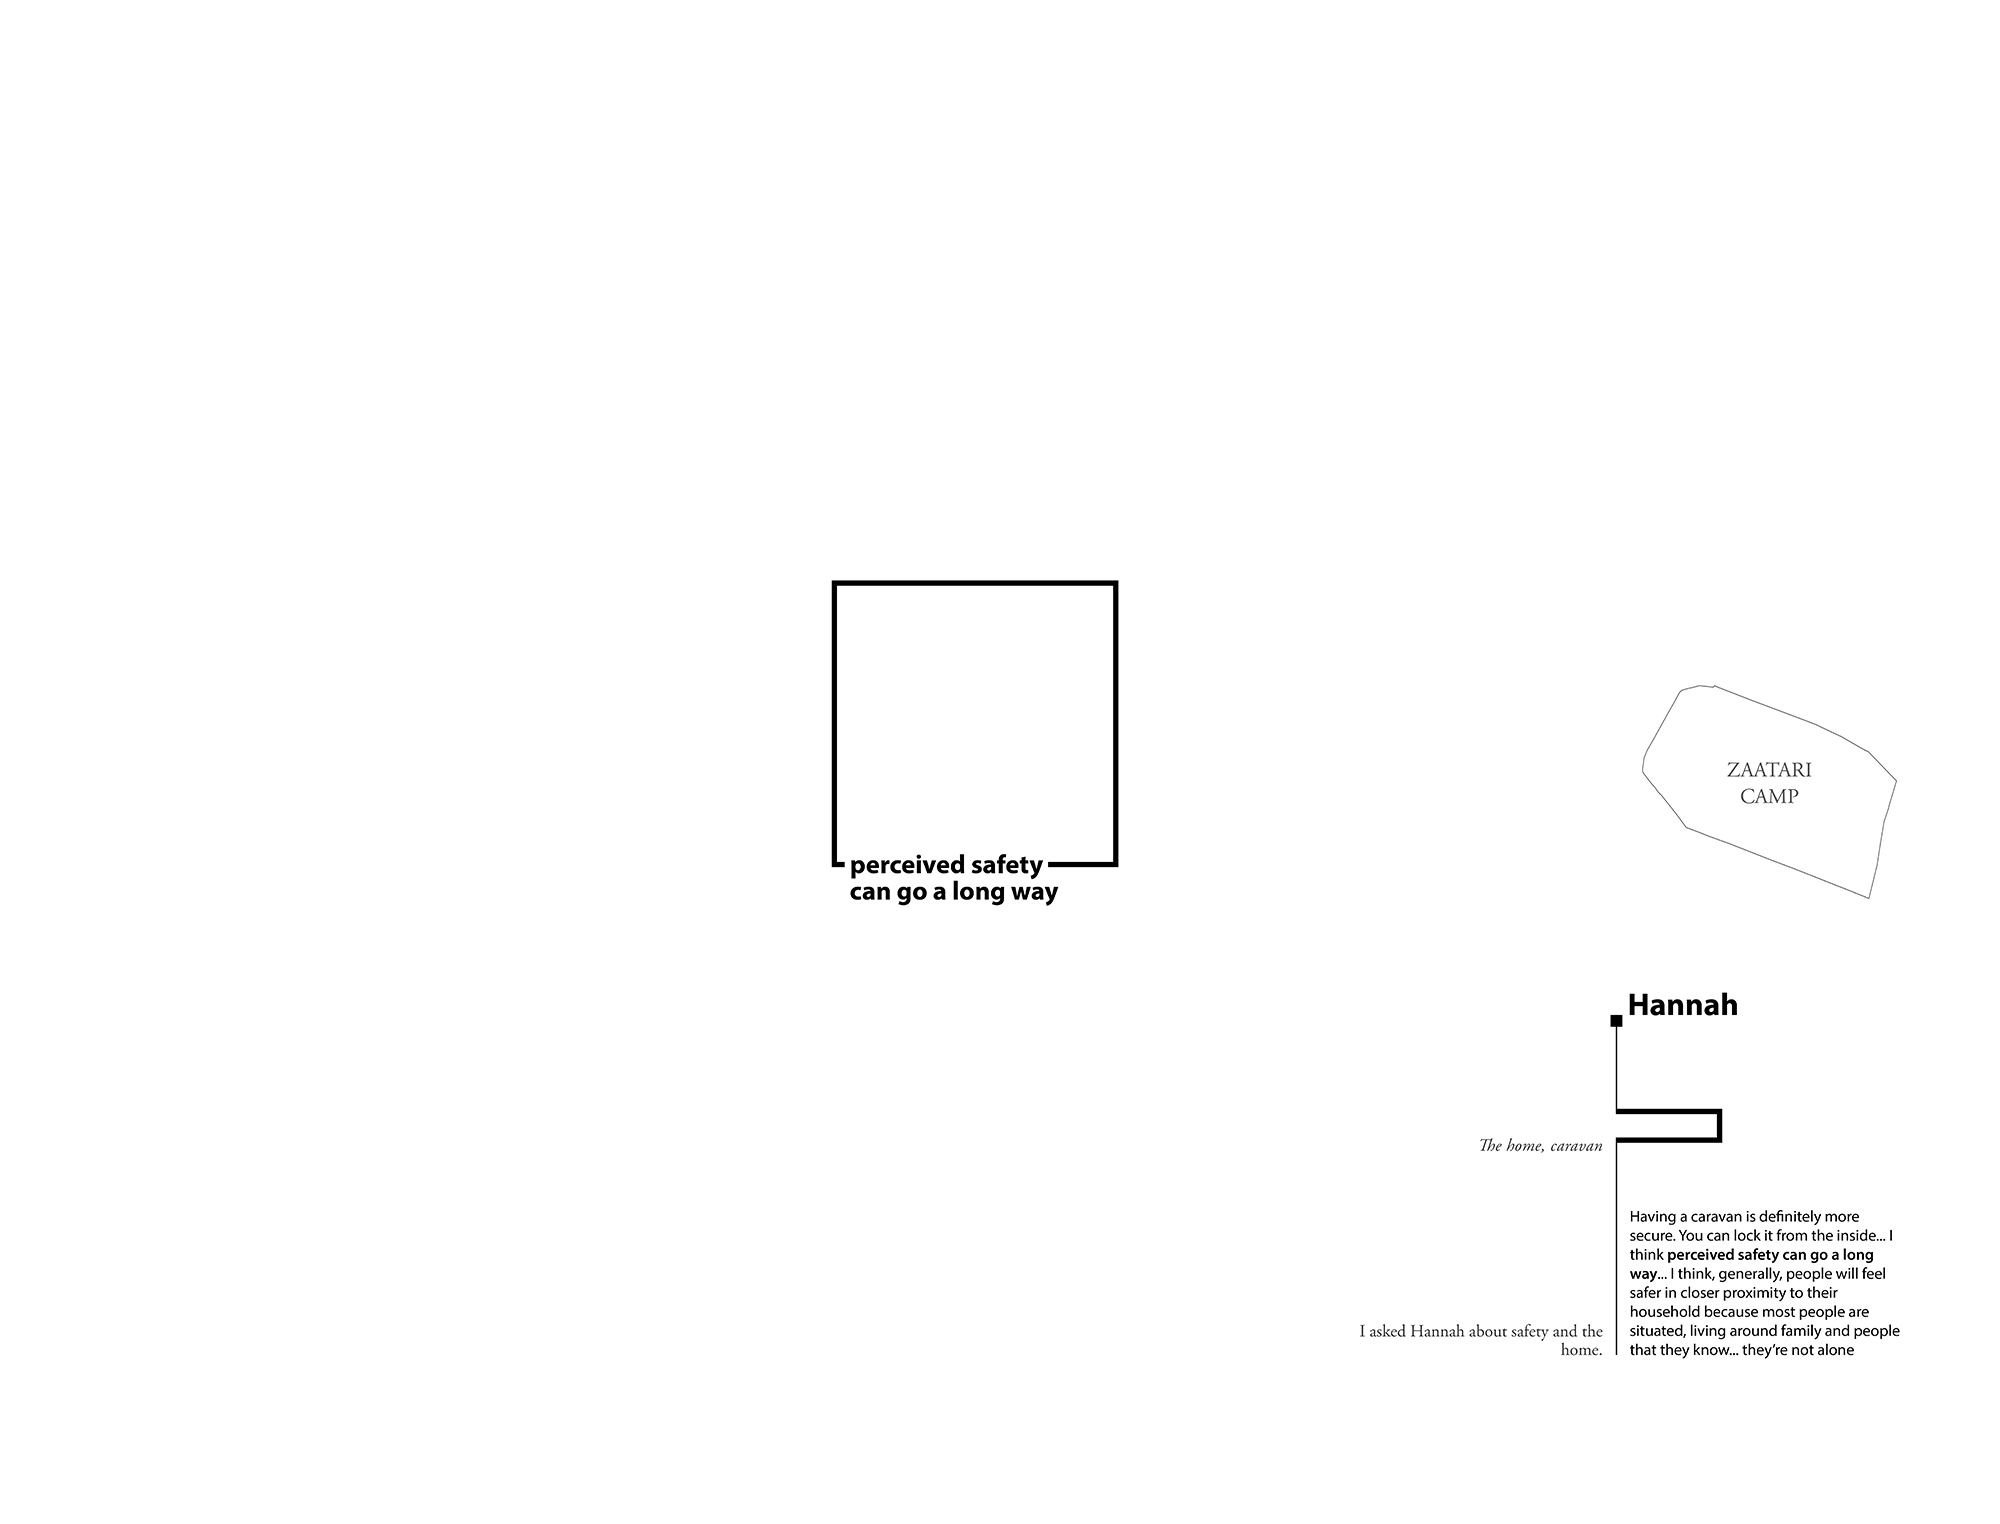 perceived safety
can go a long way
ZAATARI
CAMP
Hannah
The home, caravan
Having a caravan is definitely more
secure. You can lock it from the inside... I
think perceived safety can go a long
way... I think, generally, people will feel
safer in closer proximity to their
household because most people are
situated, living around family and people
that they know... they're not alone
I asked Hannah about safety and the
home.